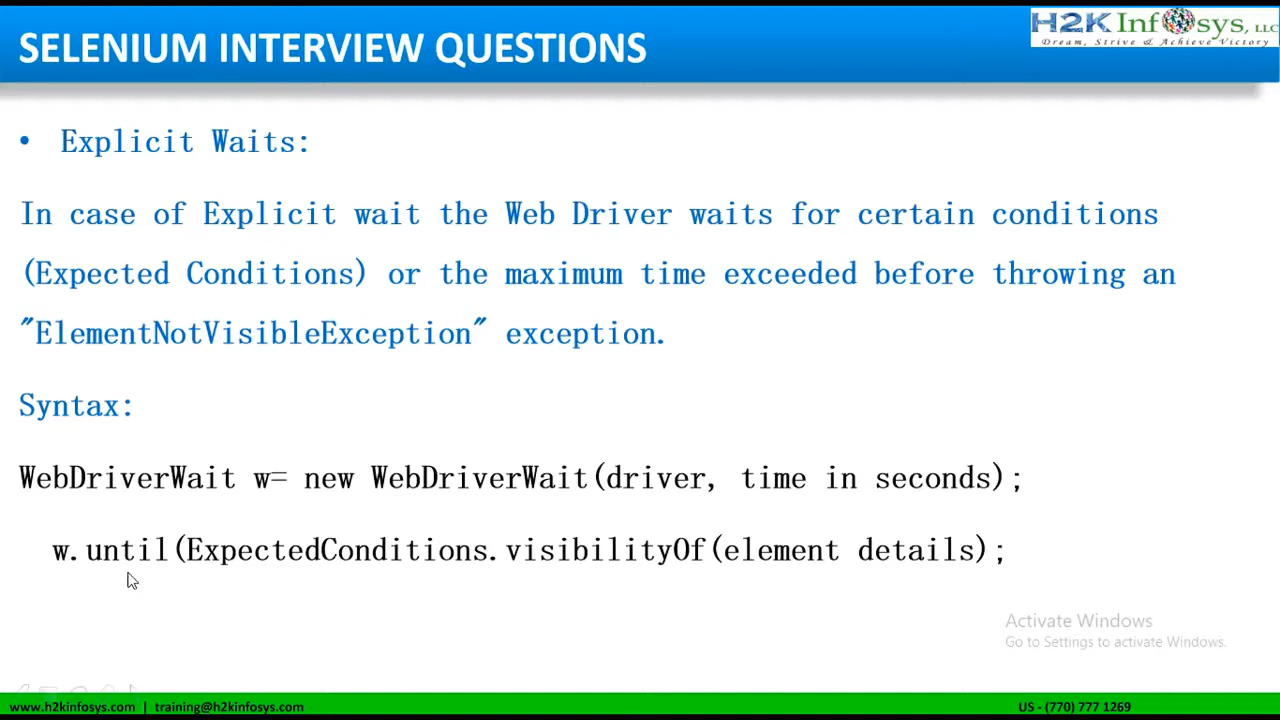 SELENIUM INTERVIEW QUESTIONS
H2K Infosys, LLC
Dream, Strive & Achieve Victory
• Explicit Waits:
In case of Explicit wait the Web Driver waits for certain conditions
(Expected Conditions) or the maximum time exceeded before throwing an
"ElementNotVisibleException" exception.
Syntax:
WebDriverWait w= new WebDriverWait(driver, time in seconds);
w.until(ExpectedConditions.visibilityOf(element details);
Activate Windows
Go to Settings to activate Windows.
www.h2kinfosys.com | training@h2kinfosys.com
US - (770) 777 1269